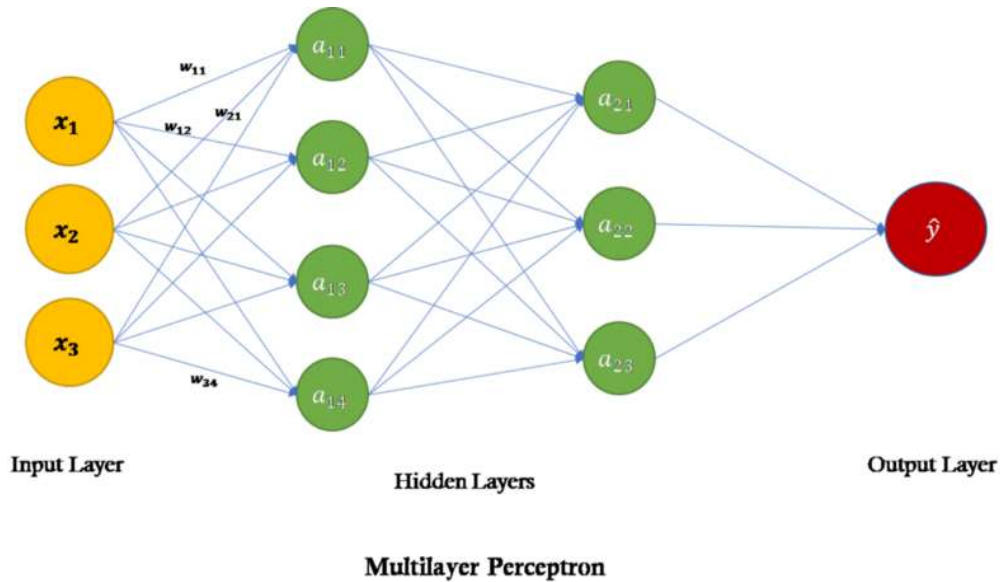 x₁
x₂
x₃
w₁₁
w₂₁
w₁₂
w₃₄
a₁₁
a₁₂
a₁₃
a₁₄
a₂₁
a₂₂
a₂₃
ŷ
Input Layer
Hidden Layers
Output Layer
Multilayer Perceptron